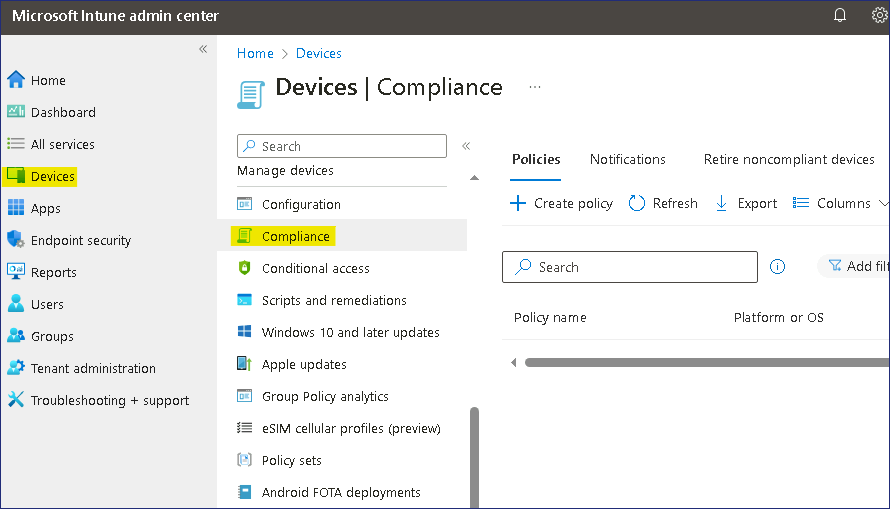 Microsoft Intune admin center
Home
Dashboard
All services
Devices
Apps
Endpoint security
Reports
Users
Groups
Tenant administration
Troubleshooting + support
Home > Devices
Devices | Compliance ...
Search
Manage devices
Configuration
Compliance
Conditional access
Scripts and remediations
Windows 10 and later updates
Apple updates
Group Policy analytics
eSIM cellular profiles (preview)
Policy sets
Android FOTA deployments
Policies Notifications Retire noncompliant devices
Create policy Refresh Export Columns
Search Add filt
Policy name Platform or OS